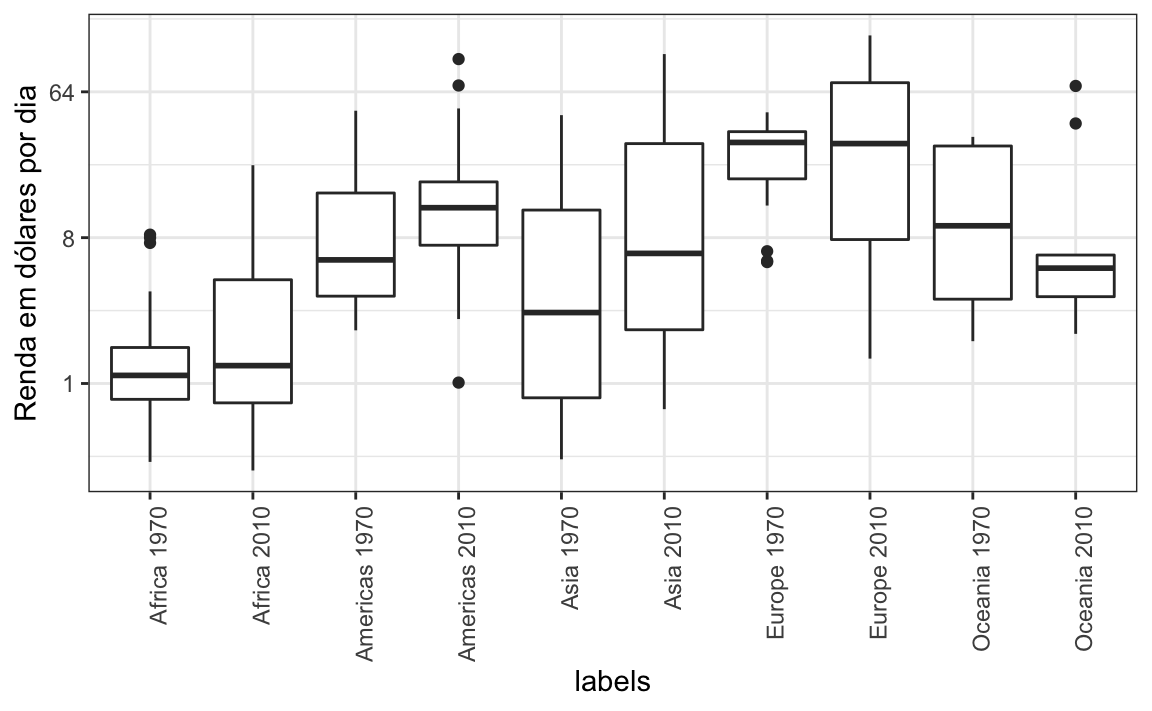 Renda em dólares por dia
64
8
1
Africa 1970
Africa 2010
Americas 1970
Americas 2010
Asia 1970
Asia 2010
Europe 1970
Europe 2010
Oceania 1970
Oceania 2010
labels